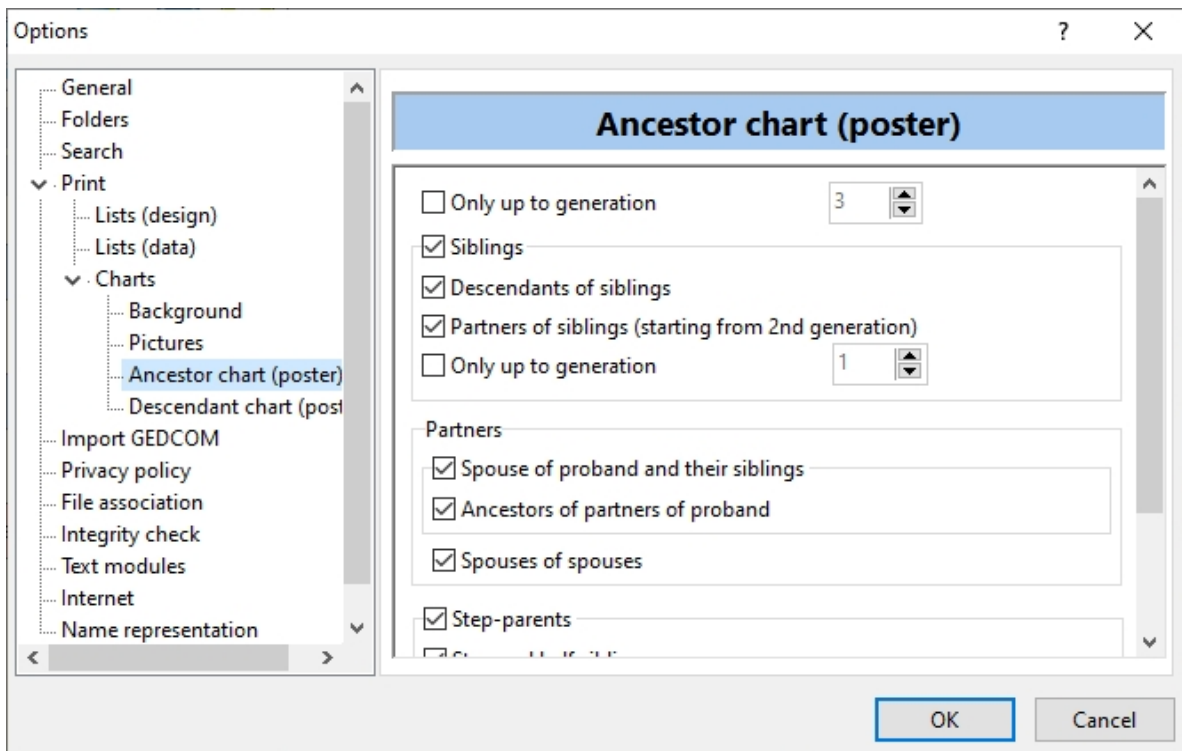 Options
General
Folders
Search
Print
Lists (design)
Lists (data)
Charts
Background
Pictures
Ancestor chart (poster)
Descendant chart (post
Import GEDCOM
Privacy policy
File association
Integrity check
Text modules
Internet
Name representation
Ancestor chart (poster)
Only up to generation 3
Siblings
Descendants of siblings
Partners of siblings (starting from 2nd generation)
Only up to generation 1
Partners
Spouse of proband and their siblings
Ancestors of partners of proband
Spouses of spouses
Step-parents
OK Cancel